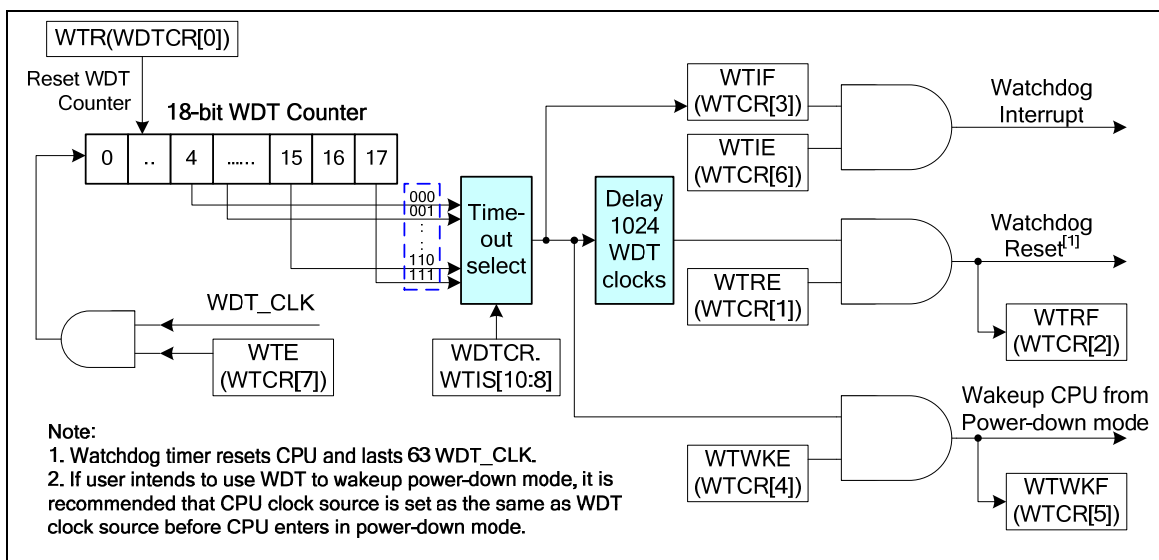 WTR(WDTCR[0])
Reset WDT
Counter
18-bit WDT Counter
0 .. 4 ...... 15 16 17
000
001
:
:
110
111
Time-
out
select
Delay
1024
WDT
clocks
WTIF
(WTCR[3])
WTIE
(WTCR[6])
Watchdog
Interrupt
WTRE
(WTCR[1])
Watchdog
Reset[1]
WTRF
(WTCR[2])
WDT_CLK
WTE
(WTCR[7])
WDTCR.
WTIS[10:8]
WTWKE
(WTCR[4])
Wakeup CPU from
Power-down mode
WTWKF
(WTCR[5])
Note:
1. Watchdog timer resets CPU and lasts 63 WDT_CLK.
2. If user intends to use WDT to wakeup power-down mode, it is
recommended that CPU clock source is set as the same as WDT
clock source before CPU enters in power-down mode.